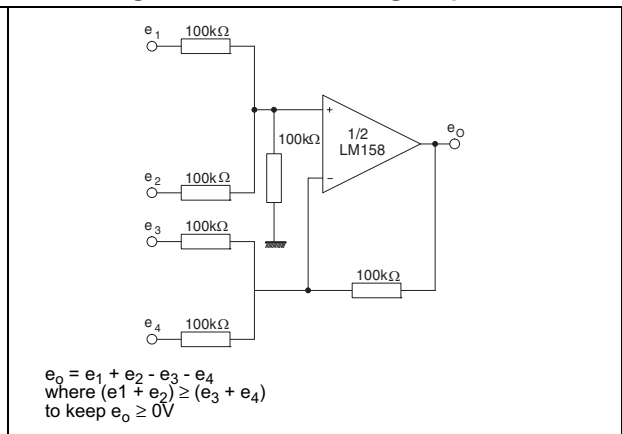 e1
100kΩ
+
100kΩ
1/2
LM158
eO
e2
100kΩ
−
e3
100kΩ
100kΩ
e4
100kΩ
eo = e1 + e2 - e3 - e4
where (e1 + e2) ≥ (e3 + e4)
to keep eo ≥ 0V